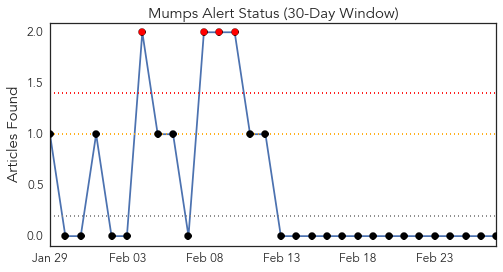 Mumps Alert Status (30-Day Window)
Articles Found
2.0
1.5
1.0
0.5
0.0
Jan 29 Feb 03 Feb 08 Feb 13 Feb 18 Feb 23